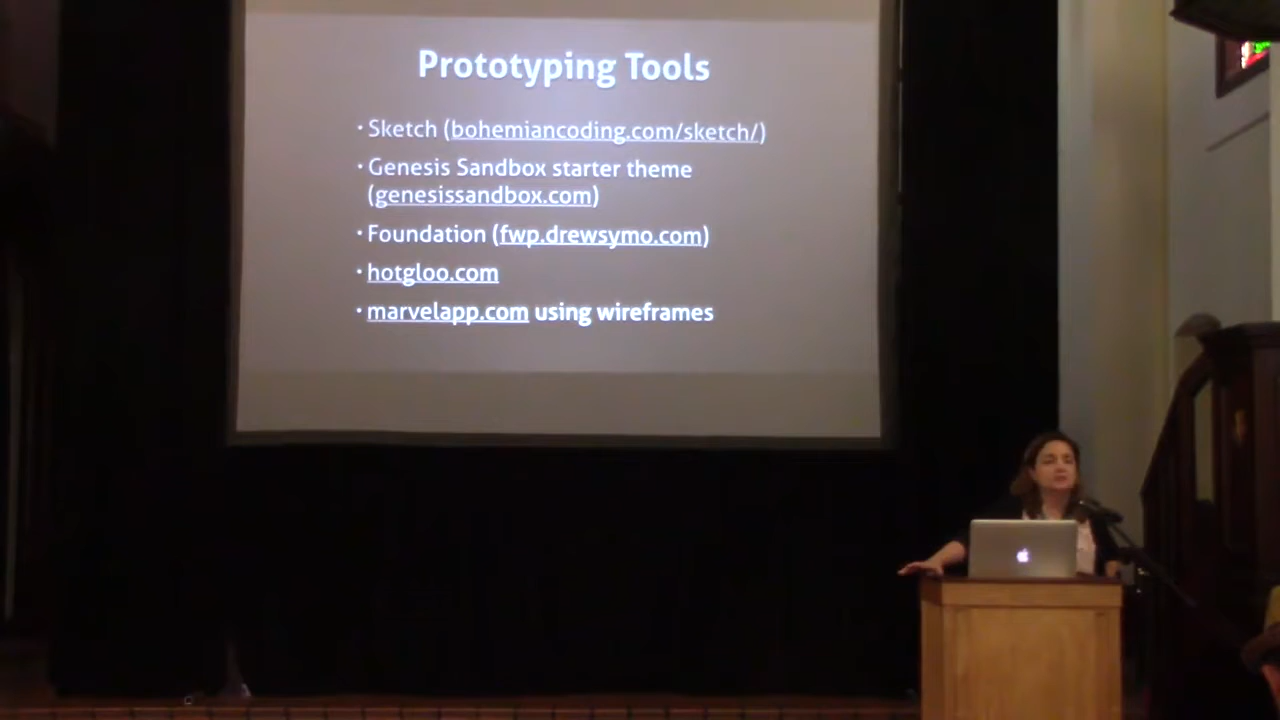 Prototyping Tools
· Sketch (bohemiancoding.com/sketch/)
· Genesis Sandbox starter theme
(genesissandbox.com)
· Foundation (fwp.drewsymo.com)
· hotgloo.com
· marvelapp.com using wireframes